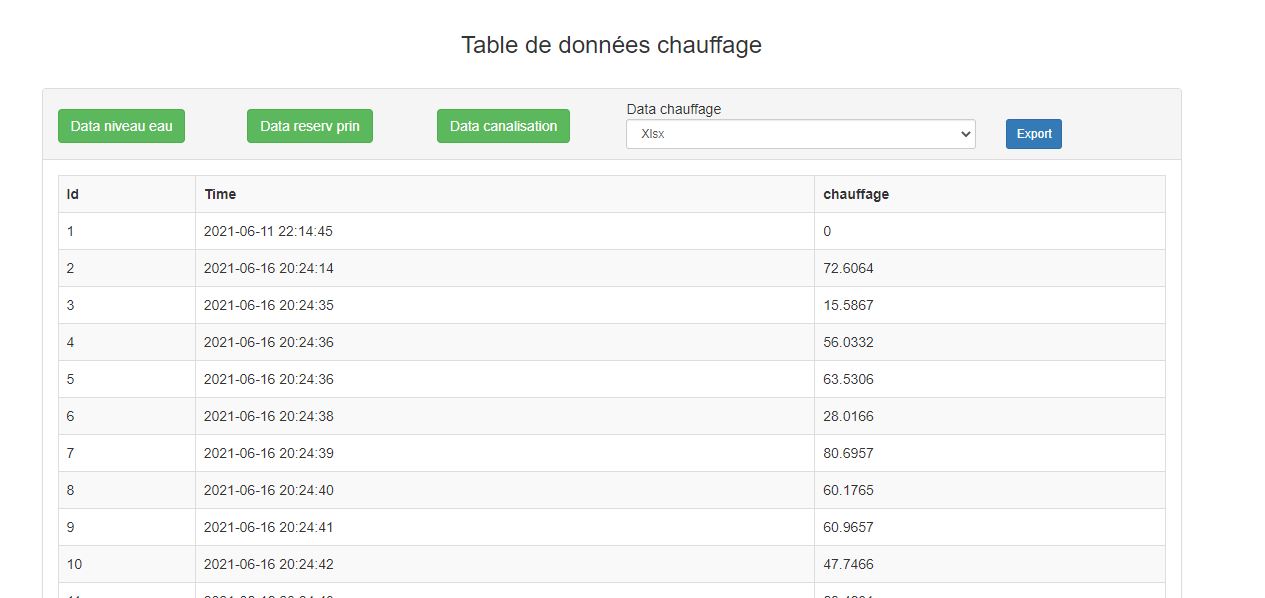 Table de données chauffage
Data niveau eau Data reserv prin Data canalisation Data chauffage
Xlsx Export
Id Time chauffage
1 2021-06-11 22:14:45 0
2 2021-06-16 20:24:14 72.6064
3 2021-06-16 20:24:35 15.5867
4 2021-06-16 20:24:36 56.0332
5 2021-06-16 20:24:36 63.5306
6 2021-06-16 20:24:38 28.0166
7 2021-06-16 20:24:39 80.6957
8 2021-06-16 20:24:40 60.1765
9 2021-06-16 20:24:41 60.9657
10 2021-06-16 20:24:42 47.7466